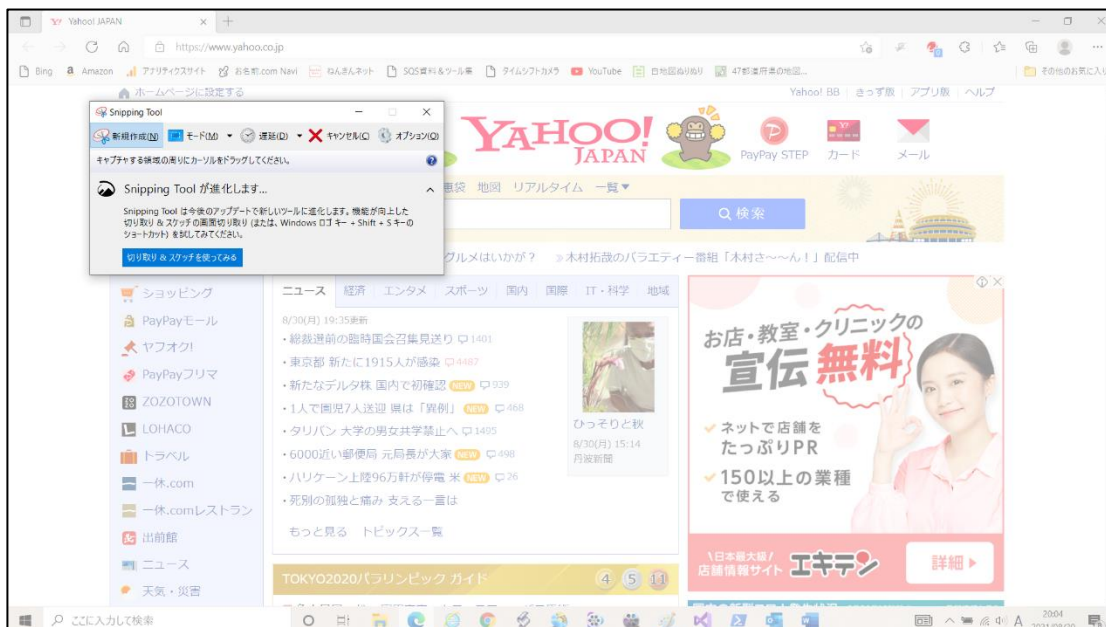 Yahoo! JAPAN
https://www.yahoo.co.jp
Bing
Amazon
アナリティクスサイト
お名前.com Navi
ねんきんネット
SQS資料&ツール集
タイムシフトカメラ
YouTube
白地図ぬりぬり
47都道府県の地図...
その他のお気に入り
ホームページに設定する
Yahoo! BB
きっず版
アプリ版
ヘルプ
Snipping Tool
新規作成(N)
モード(M)
遅延(D)
キャンセル(C)
オプション(O)
キャプチャする領域の周りにカーソルをドラッグしてください。
Snipping Tool が進化します...
Snipping Tool は今後のアップデートで新しいツールに進化します。機能が向上した
切り取り & スケッチの画面切り取り (または、Windows ロゴ キー + Shift + S キーの
ショートカット) を試してみてください。
切り取り & スケッチを使ってみる
YAHOO!
JAPAN
PayPay STEP
カード
メール
恵袋 地図 リアルタイム 一覧▼
検索
グルメはいかが?
»木村拓哉のバラエティー番組「木村さ〜〜ん!」配信中
ショッピング
PayPayモール
ヤフオク!
PayPayフリマ
ZOZOTOWN
LOHACO
トラベル
一休.com
一休.comレストラン
出前館
ニュース
天気・災害
ニュース 経済 エンタメ スポーツ 国内 国際 IT・科学 地域
8/30(月) 19:35更新
・総裁選前の臨時国会召集見送り 1401
・東京都 新たに1915人が感染 4487
・新たなデルタ株 国内で初確認 NEW 939
・1人で園児7人送迎 県は「異例」 NEW 468
・タリバン 大学の男女共学禁止へ 1495
・6000近い郵便局 元局長が大家 NEW 498
・ハリケーン上陸96万軒が停電 米 NEW 26
・死別の孤独と痛み 支える一言は
もっと見る トピックス一覧
ひっそりと秋
8/30(月) 15:14
丹波新聞
TOKYO2020パラリンピック ガイド
4 5 11
お店・教室・クリニックの
宣伝無料
ネットで店舗を
たっぷりPR
150以上の業種
で使える
\日本最大級/
店舗情報サイト
エキテン
詳細
ここに入力して検索
A
20:04
2021/08/30